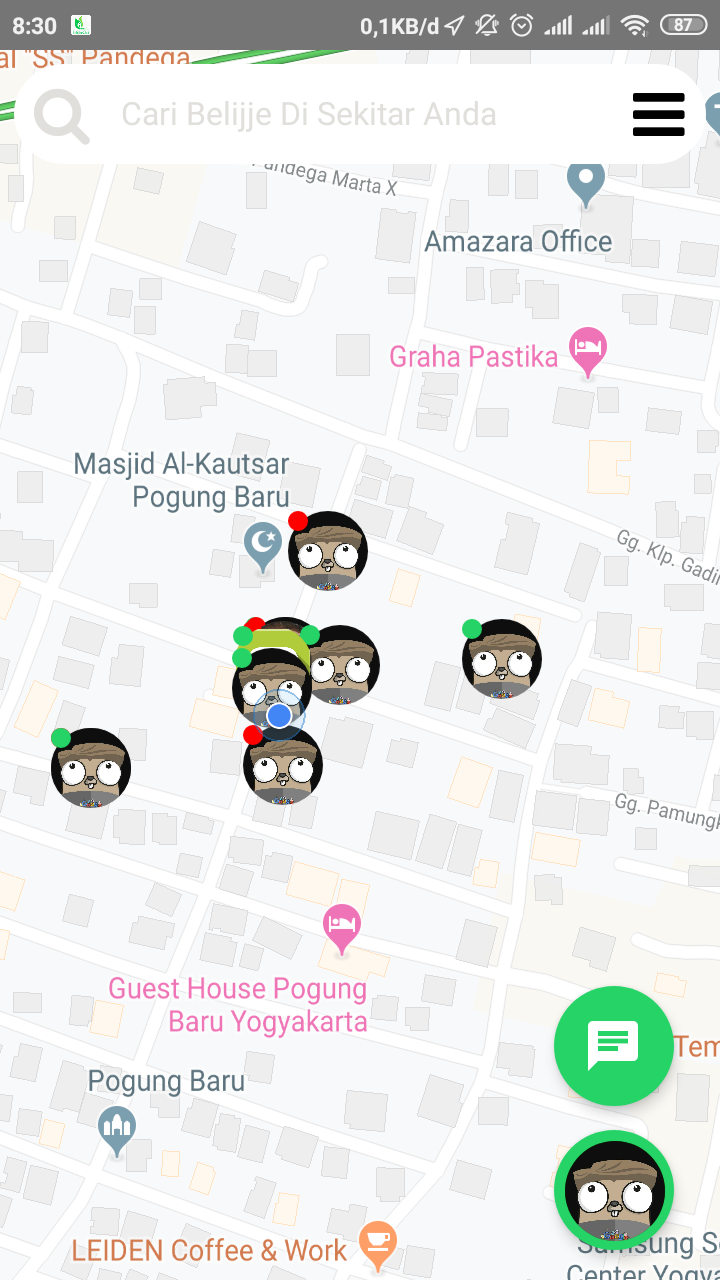 8:30
0,1KB/d
87
al "SS" Pandega
Cari Belijje Di Sekitar Anda
Pandega Marta X
Amazara Office
Graha Pastika
Masjid Al-Kautsar
Pogung Baru
Gg. Klp. Gadin
Gg. Pamungk
Guest House Pogung
Baru Yogyakarta
Tem
Pogung Baru
LEIDEN Coffee & Work
Samsung S
Center Yogya